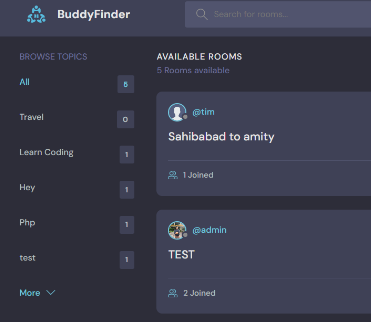 BuddyFinder
Search for rooms...
BROWSE TOPICS
All 5
Travel 0
Learn Coding 1
Hey 1
Php 1
test 1
More
AVAILABLE ROOMS
5 Rooms available
@tim
Sahibabad to amity
1 Joined
@admin
TEST
2 Joined